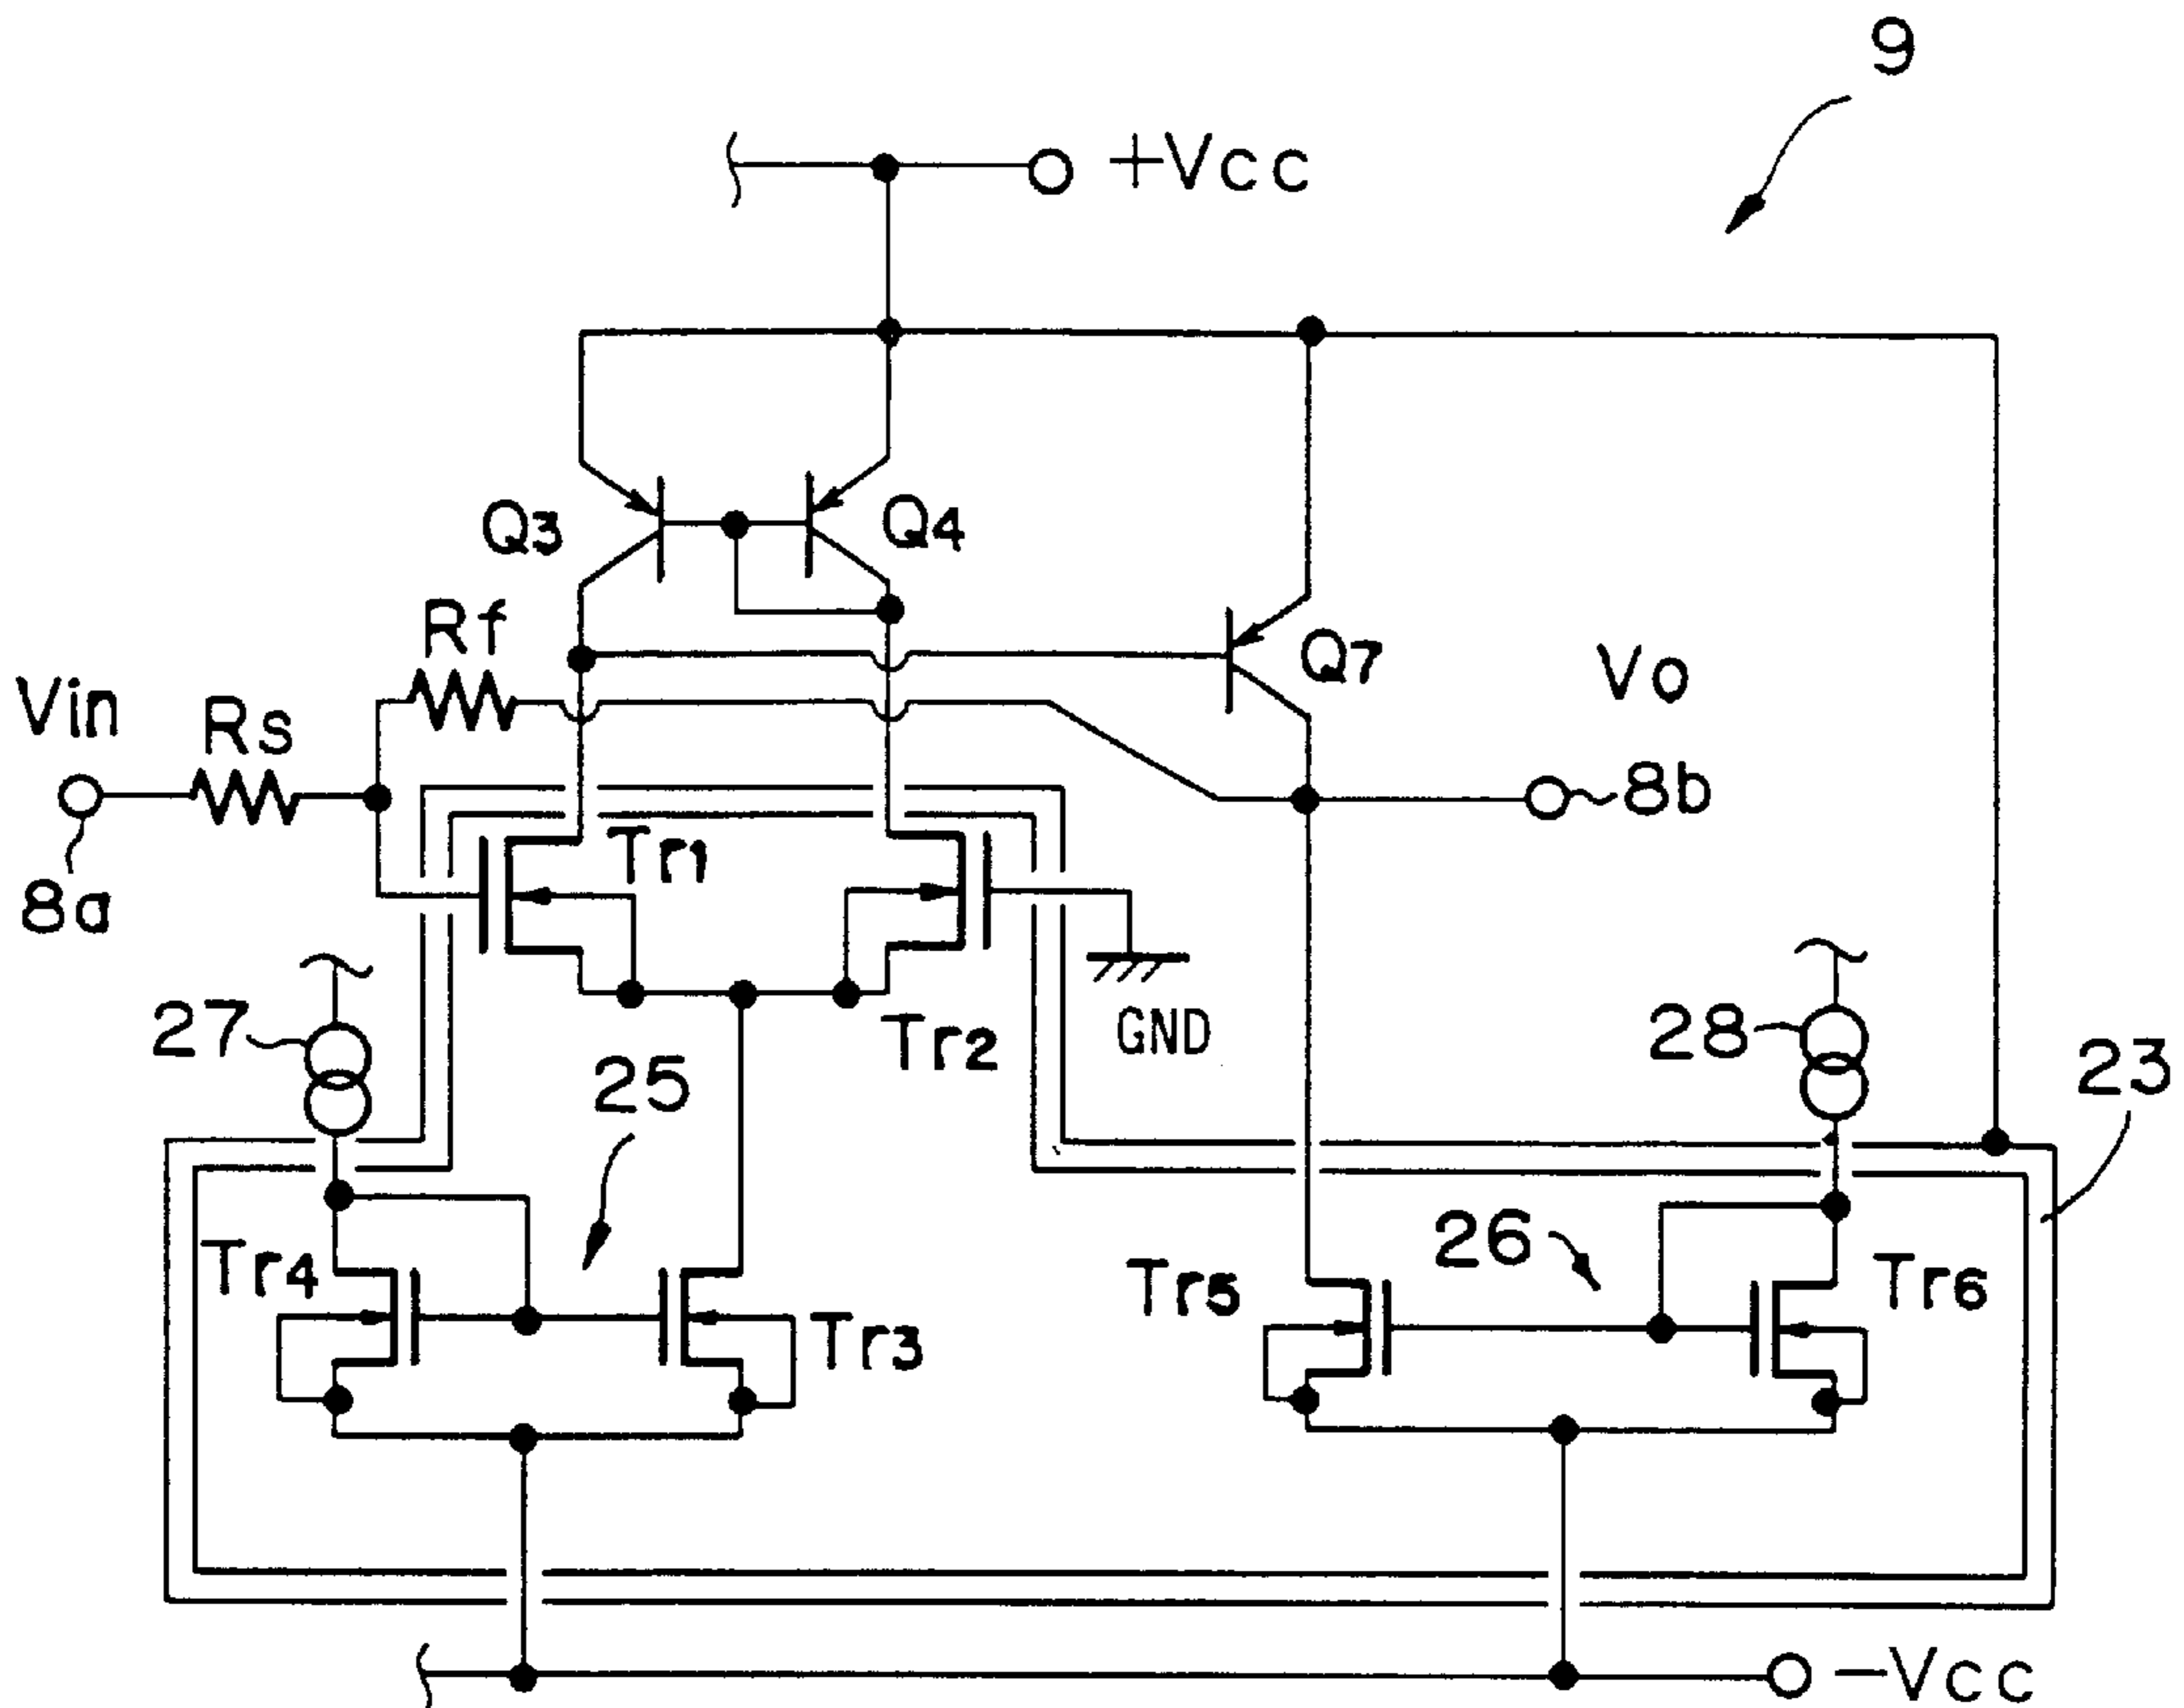 9
+Vcc
Q3
Q4
Rf
Q7
Vo
Vin
Rs
8b
Tr1
8a
27
Tr2
GND
28
23
25
26
Tr4
Tr5
Tr6
Tr3
−Vcc